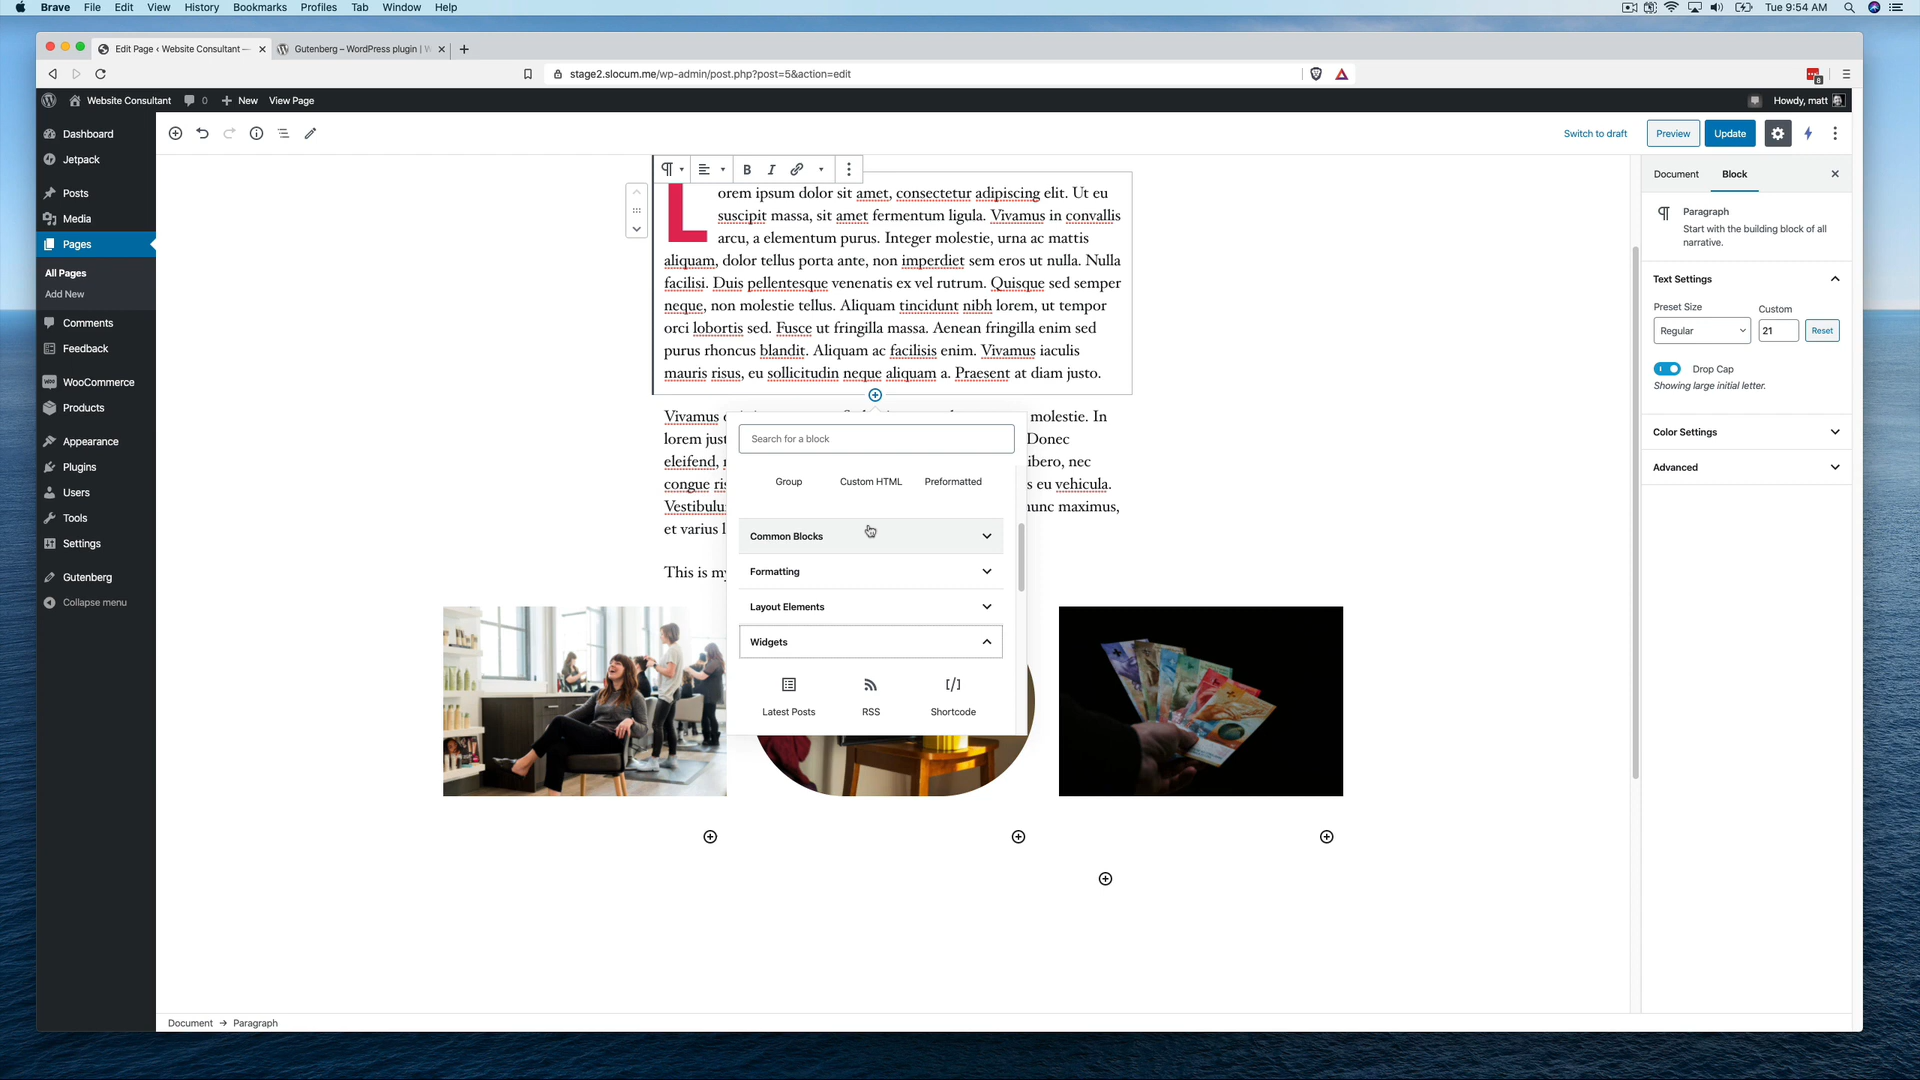 Brave File Edit View History Bookmarks Profiles Tab Window Help Tue 9:54 AM
Edit Page ‹ Website Consultant —
Gutenberg – WordPress plugin |
stage2.slocum.me/wp-admin/post.php?post=5&action=edit
8
Website Consultant 0 New View Page Howdy, matt
Dashboard
Jetpack
Posts
Media
Pages
All Pages
Add New
Comments
Feedback
WooCommerce
Products
Appearance
Plugins
Users
Tools
Settings
Gutenberg
Collapse menu
Switch to draft Preview Update
B I
Lorem ipsum dolor sit amet, consectetur adipiscing elit. Ut eu
suscipit massa, sit amet fermentum ligula. Vivamus in convallis
arcu, a elementum purus. Integer molestie, urna ac mattis
aliquam, dolor tellus porta ante, non imperdiet sem eros ut nulla. Nulla
facilisi. Duis pellentesque venenatis ex vel rutrum. Quisque sed semper
neque, non molestie tellus. Aliquam tincidunt nibh lorem, ut tempor
orci lobortis sed. Fusce ut fringilla massa. Aenean fringilla enim sed
purus rhoncus blandit. Aliquam ac facilisis enim. Vivamus iaculis
mauris risus, eu sollicitudin neque aliquam a. Praesent at diam justo.
Vivamus molestie. In
lorem just Donec
eleifend, ibero, nec
congue ris s eu vehicula.
Vestibulu nunc maximus,
et varius l
This is my
Search for a block
Group Custom HTML Preformatted
Common Blocks
Formatting
Layout Elements
Widgets
[/]
Latest Posts RSS Shortcode
Document Block
Paragraph
Start with the building block of all
narrative.
Text Settings
Preset Size Custom
Regular 21 Reset
Drop Cap
Showing large initial letter.
Color Settings
Advanced
Document → Paragraph